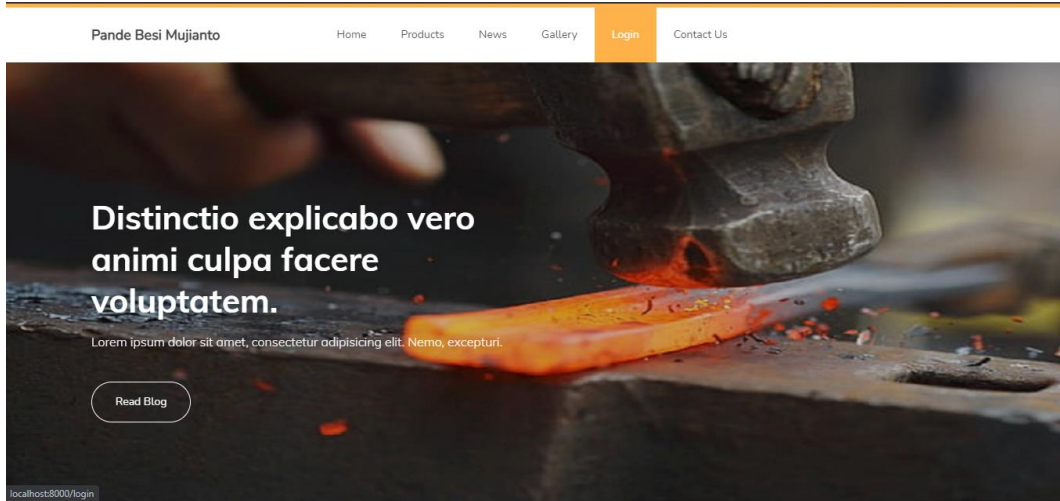 Pande Besi Mujianto
Home Products News Gallery Login Contact Us
Distinctio explicabo vero
animi culpa facere
voluptatem.
Lorem ipsum dolor sit amet, consectetur adipisicing elit. Nemo, excepturi.
Read Blog
localhost:8000/login